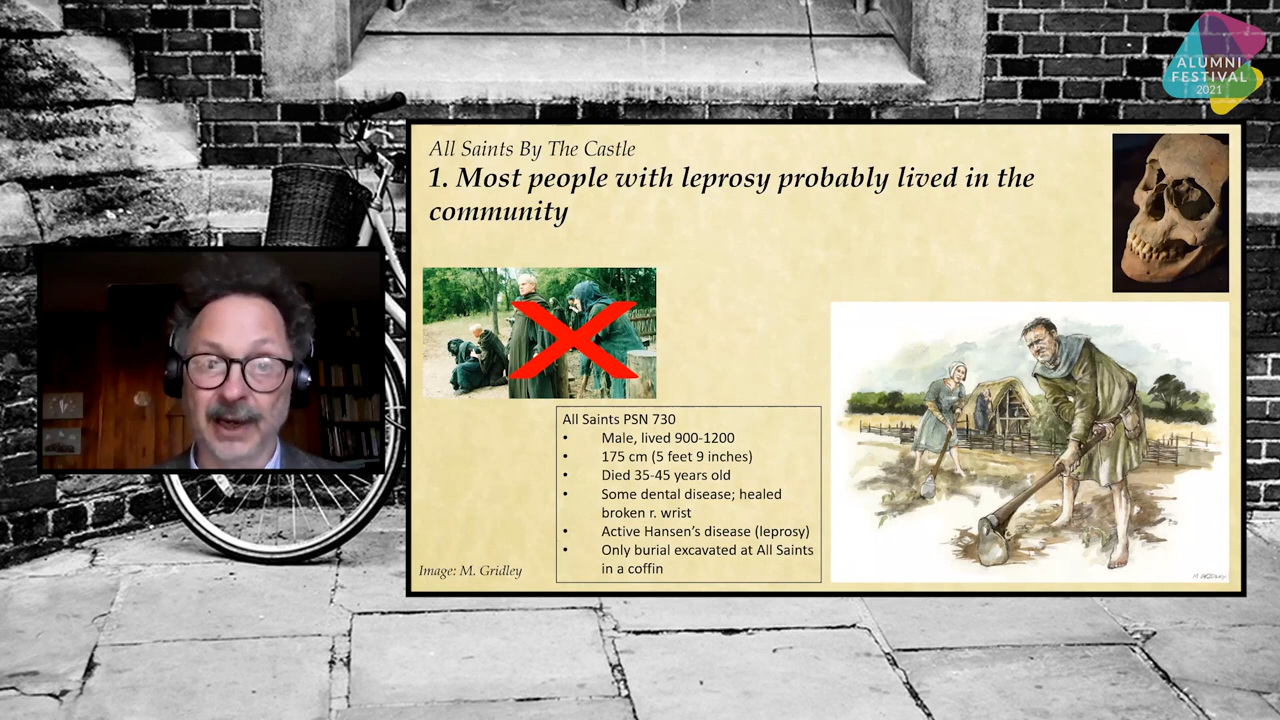 ALUMNI
FESTIVAL
2021
All Saints By The Castle
1. Most people with leprosy probably lived in the
community
All Saints PSN 730
• Male, lived 900-1200
• 175 cm (5 feet 9 inches)
• Died 35-45 years old
• Some dental disease; healed
broken r. wrist
• Active Hansen's disease (leprosy)
• Only burial excavated at All Saints
in a coffin
Image: M. Gridley